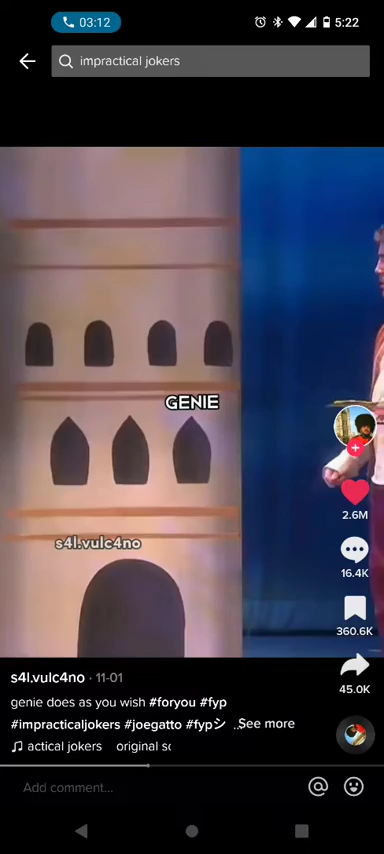 03:12
5:22
impractical jokers
GENIE
s4l.vulc4no
2.6M
16.4K
360.6K
45.0K
s4l.vulc4no · 11-01
genie does as you wish #foryou #fyp
#impracticaljokers #joegatto #fypシ ..See more
actical jokers original sc
Add comment...